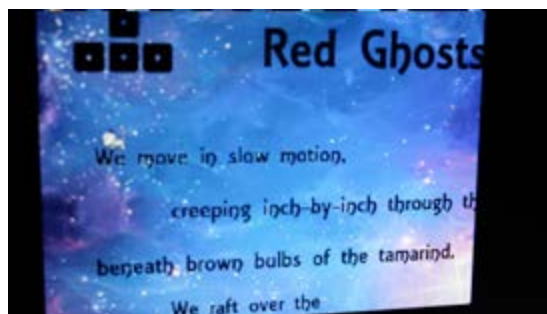 Red Ghosts
We move in slow motion,
creeping inch-by-inch through
beneath brown bulbs of the tamarind.
We raft over the